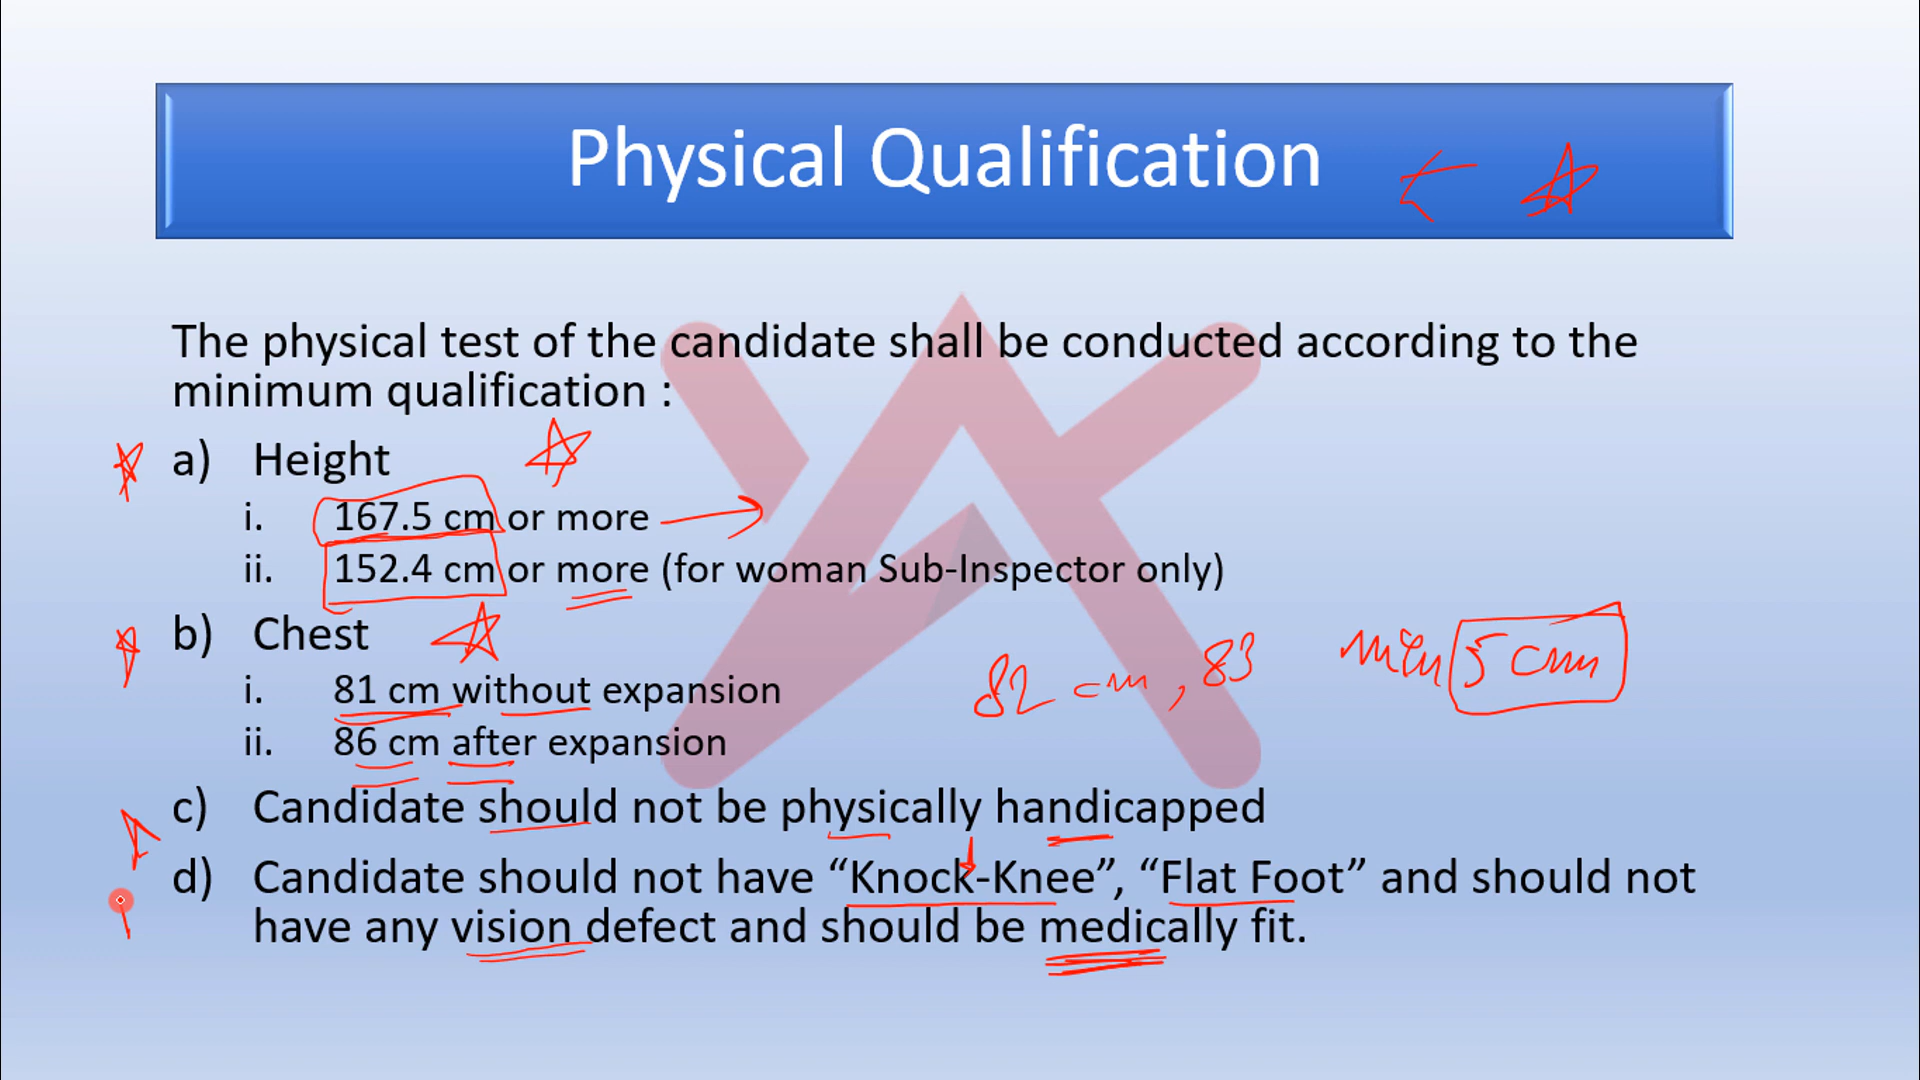 Physical Qualification
The physical test of the candidate shall be conducted according to the
minimum qualification :
a) Height
i. 167.5 cm or more
ii. 152.4 cm or more (for woman Sub-Inspector only)
b) Chest
i. 81 cm without expansion
82 cm, 83
min 5 cm
ii. 86 cm after expansion
c) Candidate should not be physically handicapped
d) Candidate should not have “Knock-Knee”, “Flat Foot” and should not
have any vision defect and should be medically fit.